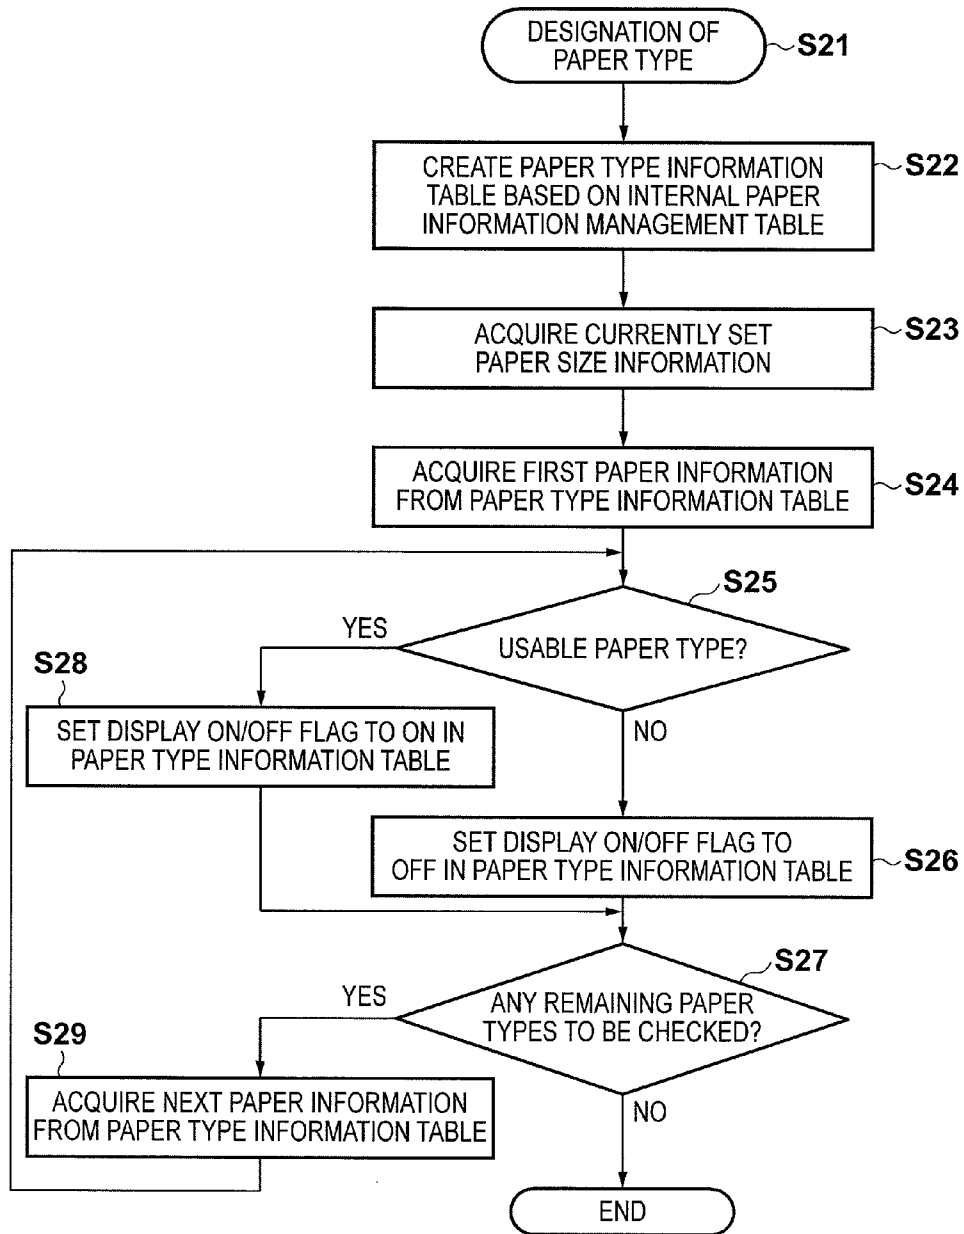 DESIGNATION OF
PAPER TYPE
S21
CREATE PAPER TYPE INFORMATION
TABLE BASED ON INTERNAL PAPER
INFORMATION MANAGEMENT TABLE
S22
ACQUIRE CURRENTLY SET
PAPER SIZE INFORMATION
S23
ACQUIRE FIRST PAPER INFORMATION
FROM PAPER TYPE INFORMATION TABLE
S24
S25
YES
USABLE PAPER TYPE?
S28
SET DISPLAY ON/OFF FLAG TO ON IN
PAPER TYPE INFORMATION TABLE
NO
SET DISPLAY ON/OFF FLAG TO
OFF IN PAPER TYPE INFORMATION TABLE
S26
S27
YES
ANY REMAINING PAPER
TYPES TO BE CHECKED?
S29
ACQUIRE NEXT PAPER INFORMATION
FROM PAPER TYPE INFORMATION TABLE
NO
END